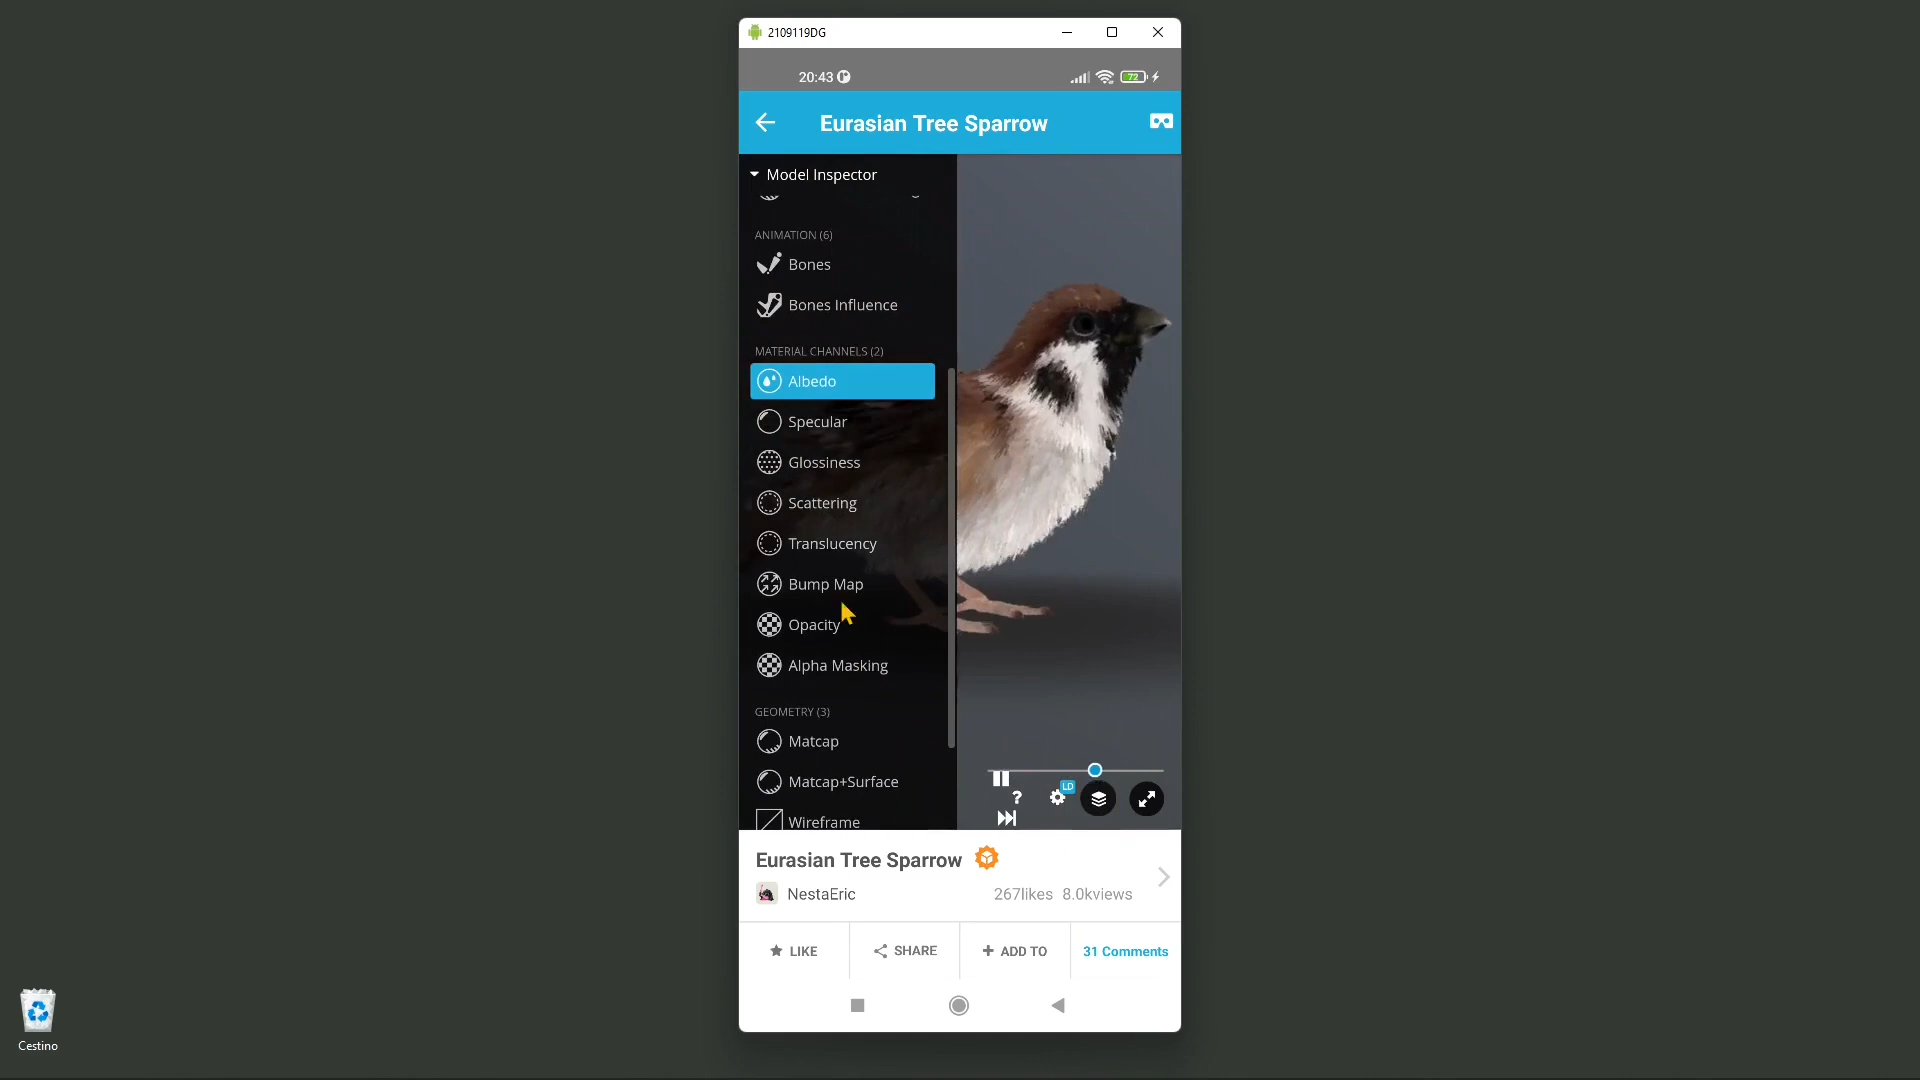 2109119DG
20:43
72
Eurasian Tree Sparrow
Model Inspector
ANIMATION (6)
Bones
Bones Influence
MATERIAL CHANNELS (2)
Albedo
Specular
Glossiness
Scattering
Translucency
Bump Map
Opacity
Alpha Masking
GEOMETRY (3)
Matcap
Matcap+Surface
Wireframe
?
LD
Eurasian Tree Sparrow
NestaEric 267likes 8.0kviews
LIKE SHARE ADD TO 31 Comments
Cestino